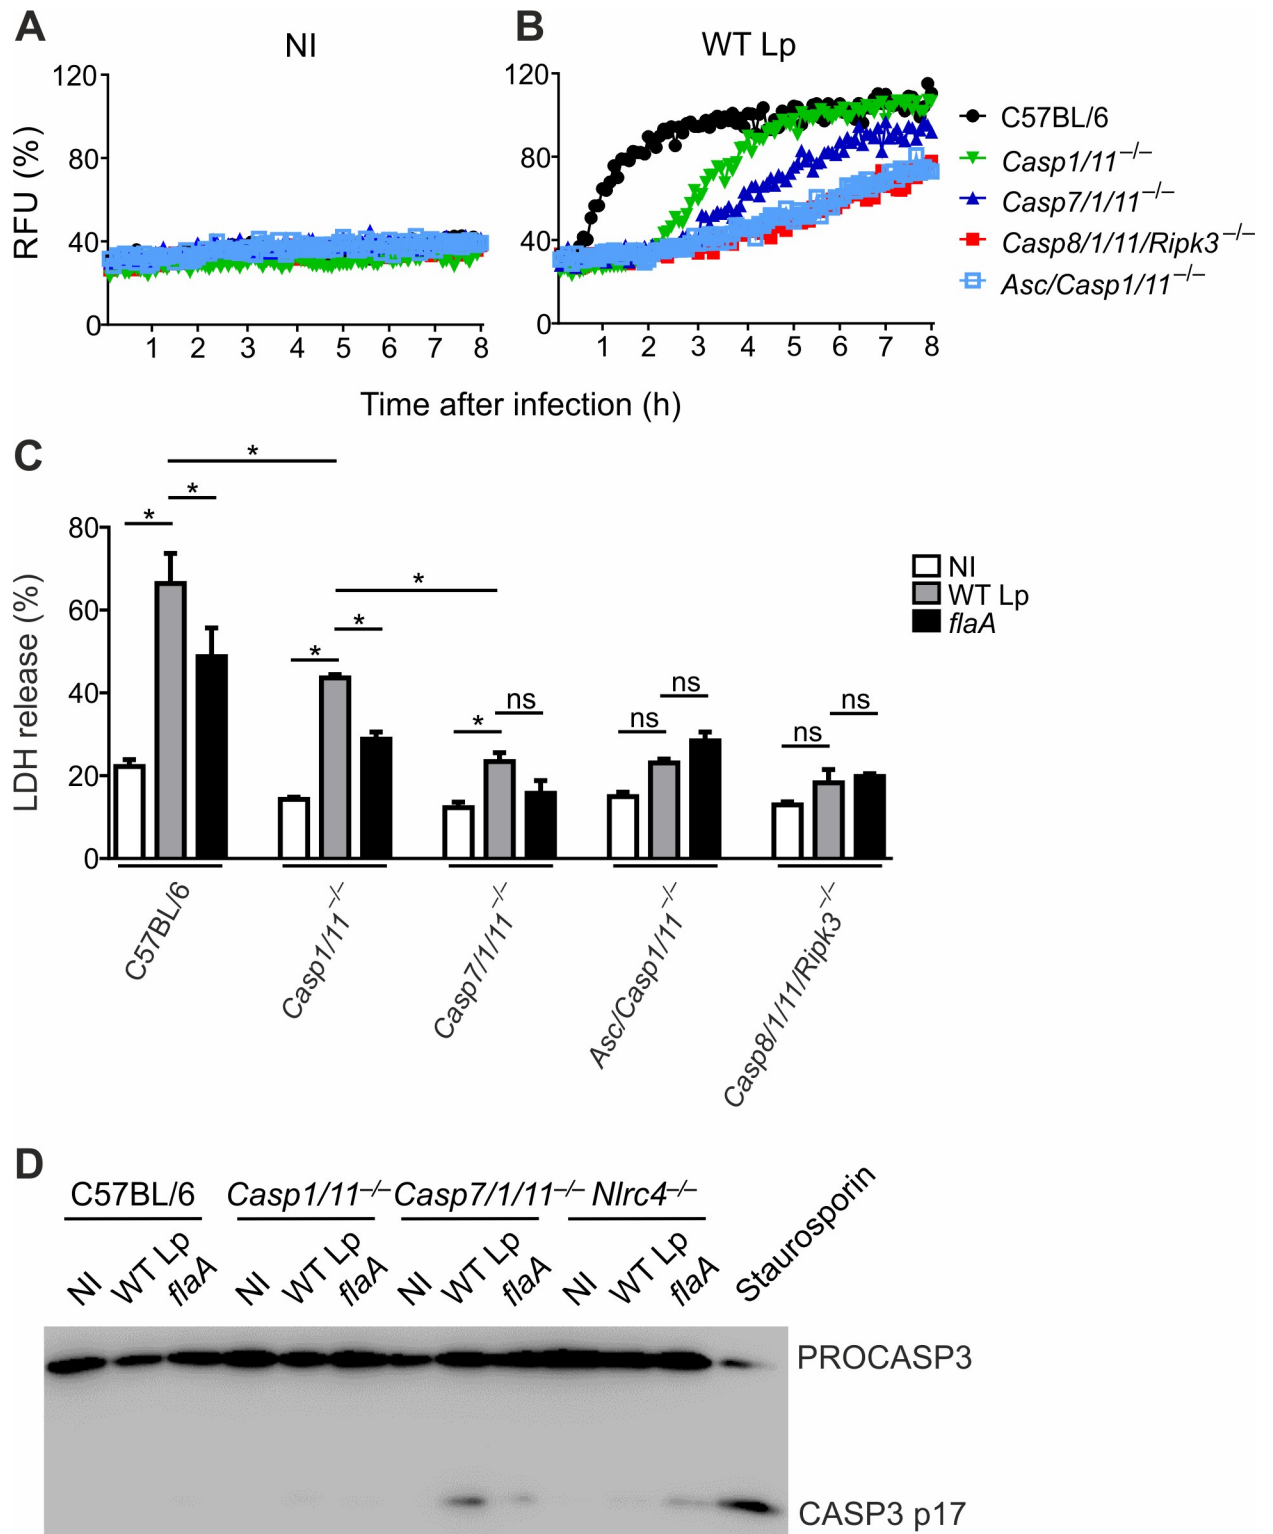 A
NI
RFU (%)
120
80
40
0
1 2 3 4 5 6 7 8
B
WT Lp
120
80
40
0
1 2 3 4 5 6 7 8
C57BL/6
Casp1/11–/–
Casp7/1/11–/–
Casp8/1/11/Ripk3–/–
Asc/Casp1/11–/–
Time after infection (h)
C
LDH release (%)
80
60
40
20
0
*
*
*
*
*
*
*
ns
ns
ns
ns
ns
NI
WT Lp
flaA
C57BL/6
Casp1/11–/–
Casp7/1/11–/–
Asc/Casp1/11–/–
Casp8/1/11/Ripk3–/–
D
C57BL/6 Casp1/11–/– Casp7/1/11–/– Nlrc4–/–
NI WT Lp flaA NI WT Lp flaA NI WT Lp flaA NI WT Lp flaA Staurosporin
PROCASP3
CASP3 p17